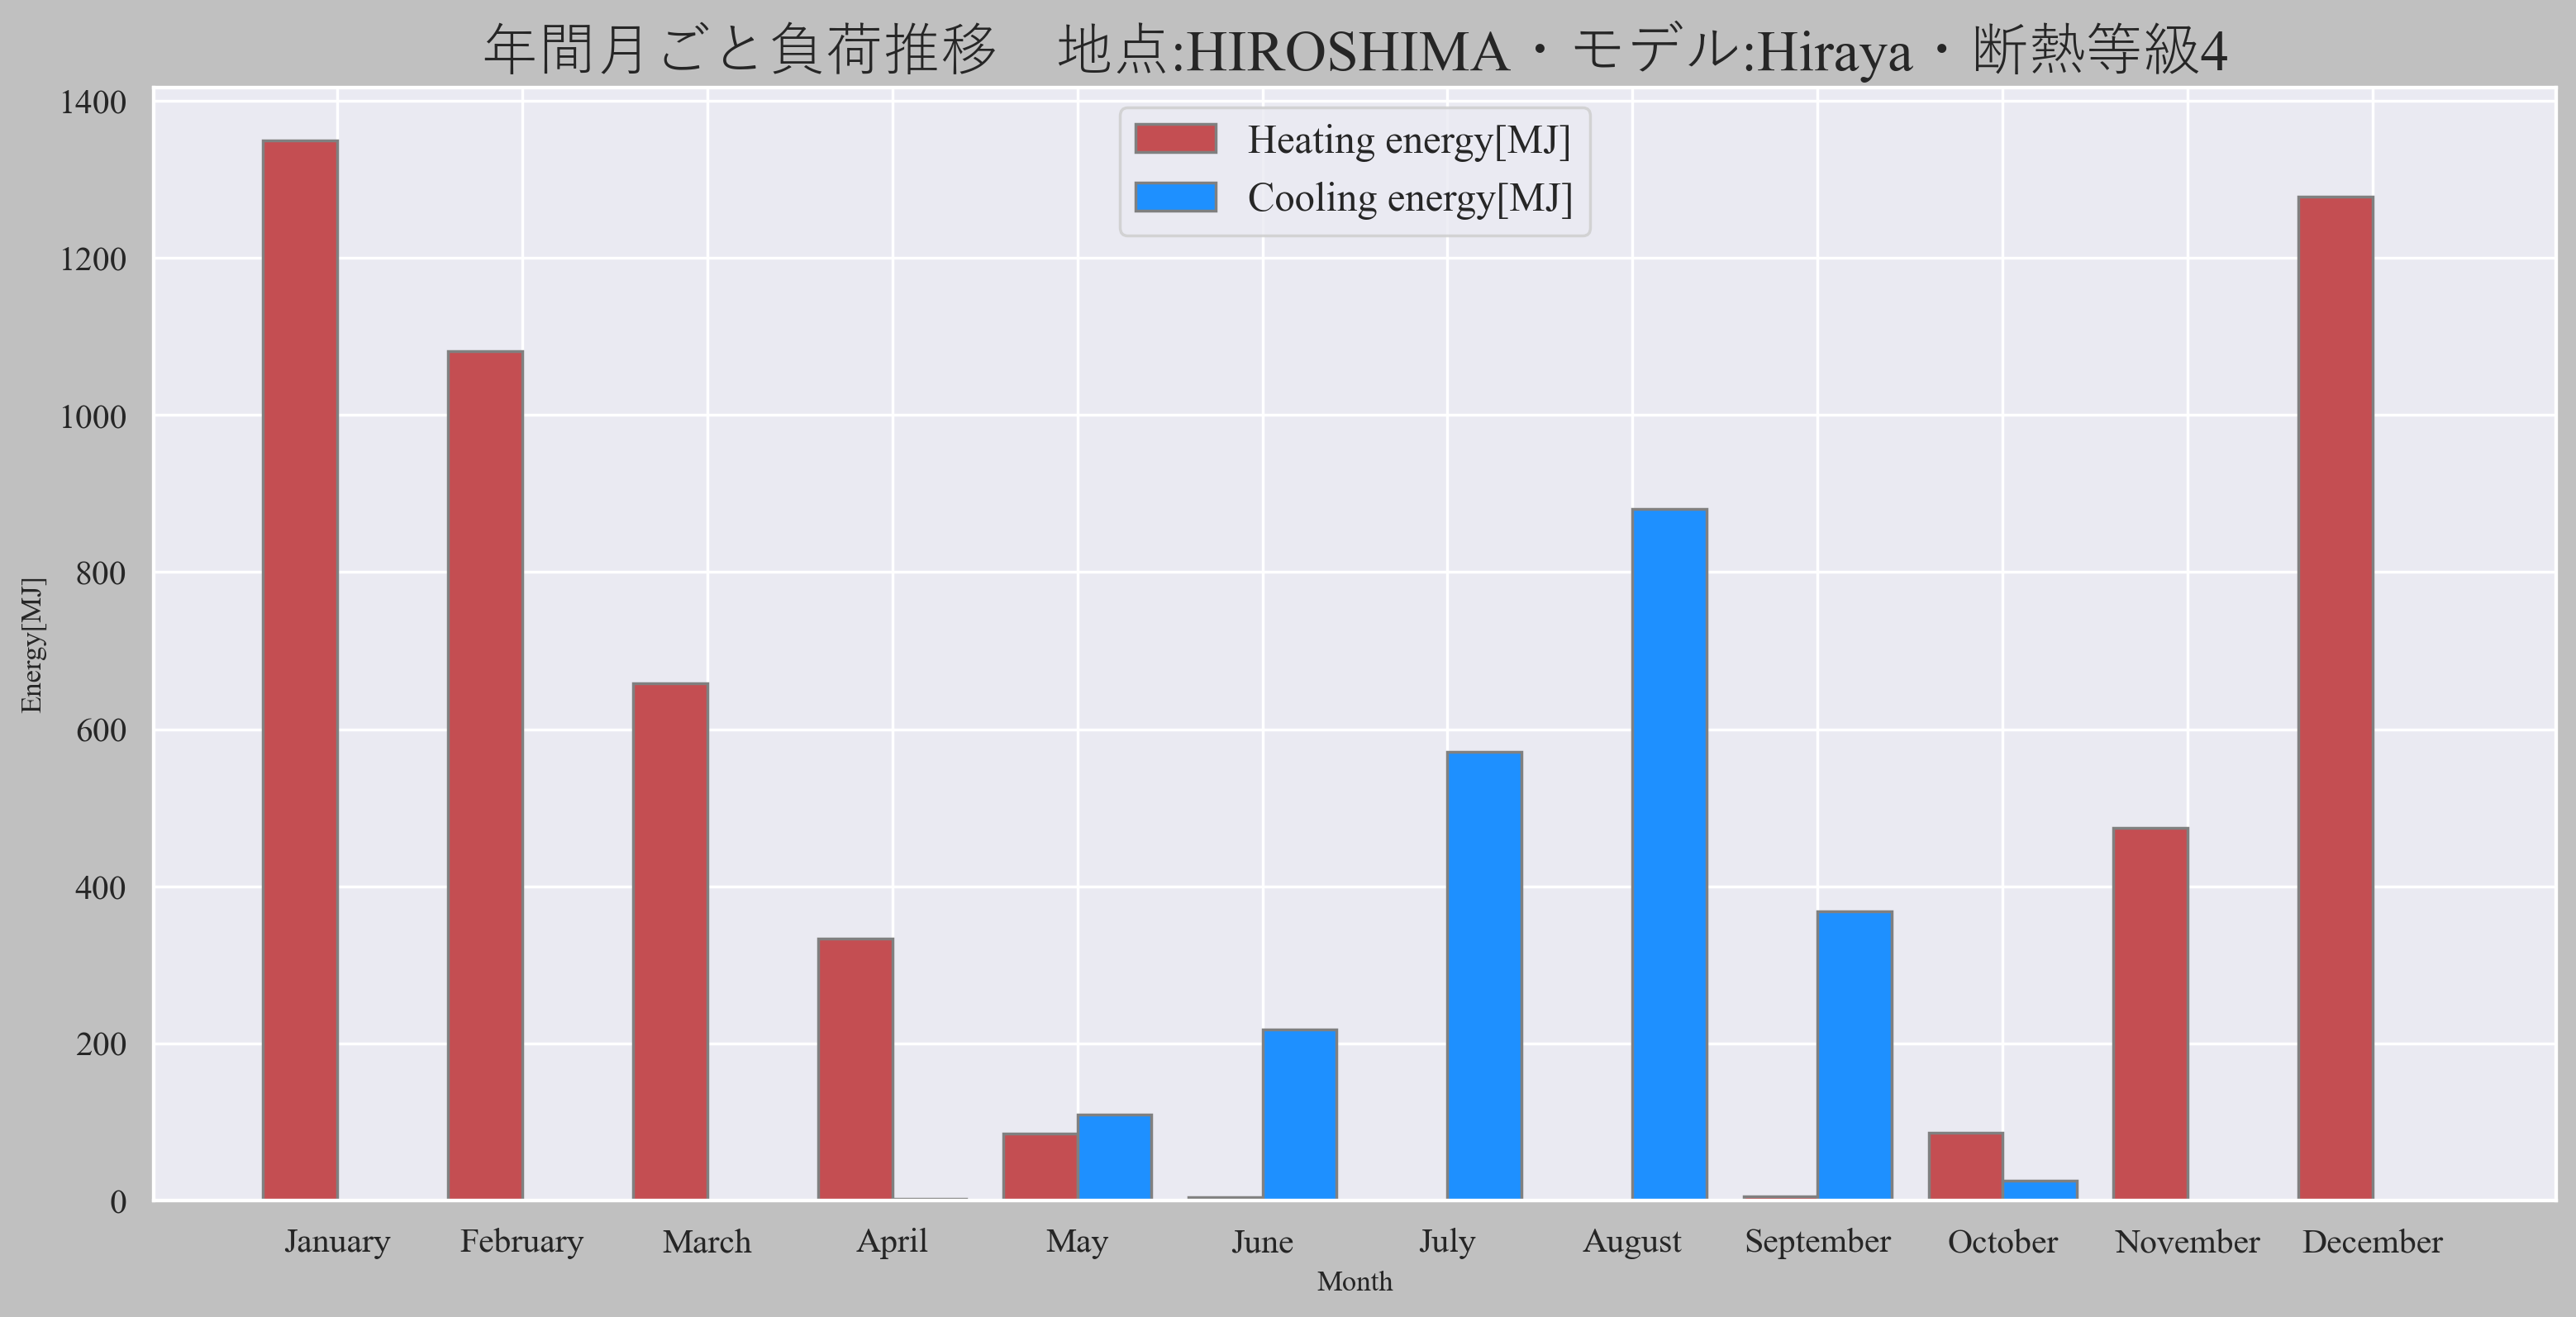 年間月ごと負荷推移　地点:HIROSHIMA・モデル:Hiraya・断熱等級4
Heating energy[MJ]
Cooling energy[MJ]
Energy[MJ]
1400
1200
1000
800
600
400
200
0
January February March April May June July August September October November December
Month